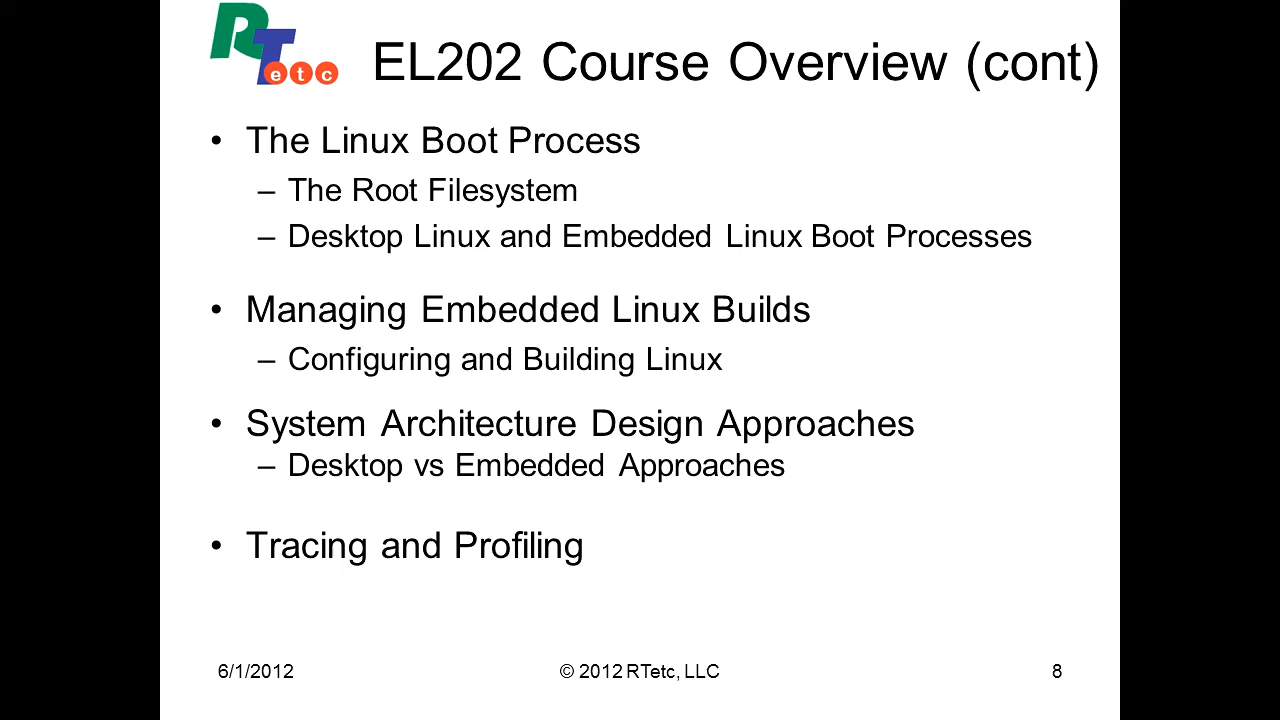 RTetc
EL202 Course Overview (cont)
• The Linux Boot Process
– The Root Filesystem
– Desktop Linux and Embedded Linux Boot Processes
• Managing Embedded Linux Builds
– Configuring and Building Linux
• System Architecture Design Approaches
– Desktop vs Embedded Approaches
• Tracing and Profiling
6/1/2012
© 2012 RTetc, LLC
8